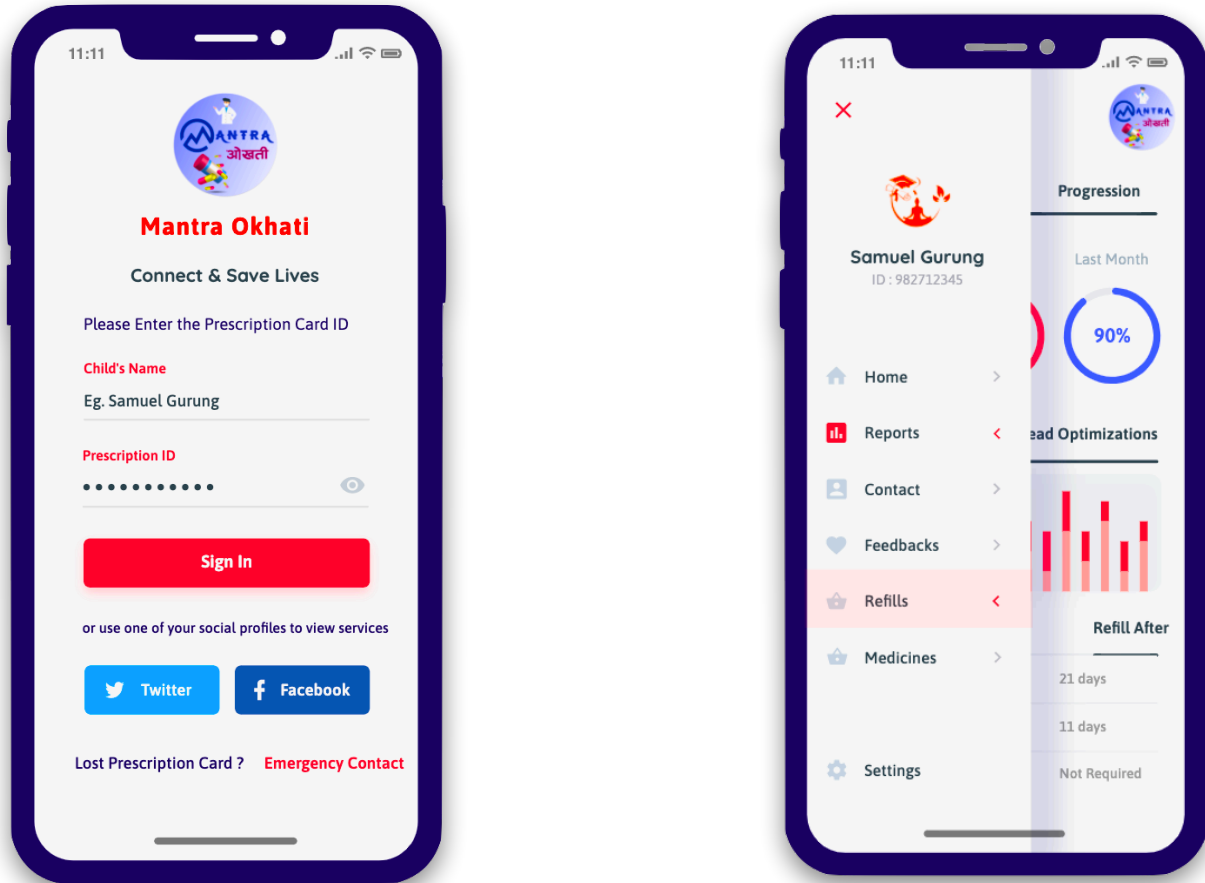 11:11
MANTRA
ओखती
Mantra Okhati
Connect & Save Lives
Please Enter the Prescription Card ID
Child's Name
Eg. Samuel Gurung
Prescription ID
Sign In
or use one of your social profiles to view services
Twitter
Facebook
Lost Prescription Card ?
Emergency Contact
11:11
MANTRA
ओखती
Samuel Gurung
ID : 982712345
Home
Reports
Contact
Feedbacks
Refills
Medicines
Settings
Progression
Last Month
90%
ead Optimizations
Refill After
21 days
11 days
Not Required